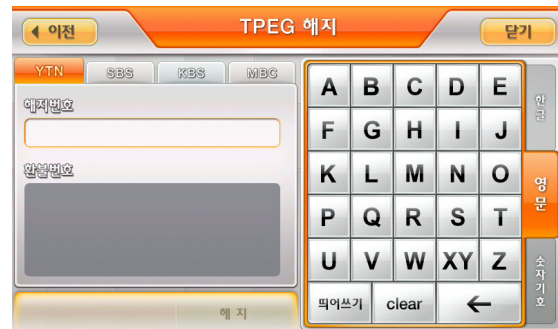 이전
TPEG 해지
닫기
YTN SBS KBS MBC
해지번호
환불번호
해 지
A B C D E
F G H I J
K L M N O
P Q R S T
U V W XY Z
띄어쓰기 clear ←
한글
영문
숫자기호